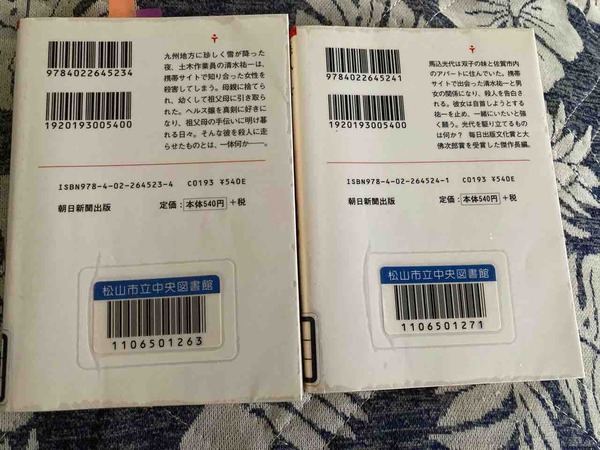 9784022645234
1920193005400
九州地方に珍しく雪が降った
夜、土木作業員の清水祐一は、
携帯サイトで知り合った女性を
殺害してしまう。母親に捨てら
れ、幼くして祖父母に引き取ら
れた。ヘルス嬢を真剣に好きに
なり、祖父母の手伝いに明け暮
れる日々。そんな彼を殺人に走
らせたものとは、一体何か――。
ISBN978-4-02-264523-4
C0193 ¥540E
朝日新聞出版
定価：本体540円＋税
松山市立中央図書館
1106501263
9784022645241
1920193005400
馬込光代は双子の妹と佐賀市内
のアパートに住んでいた。携帯
サイトで出会った清水祐一と男
女の関係になり、殺人を告白さ
れる。彼女は自首しようとする
祐一を止め、一緒にいたいと強
く願う。光代を駆り立てるもの
は何か？ 毎日出版文化賞と大
佛次郎賞を受賞した傑作長編。
ISBN978-4-02-264524-1
C0193 ¥540E
朝日新聞出版
定価：本体540円＋税
松山市立中央図書館
1106501271